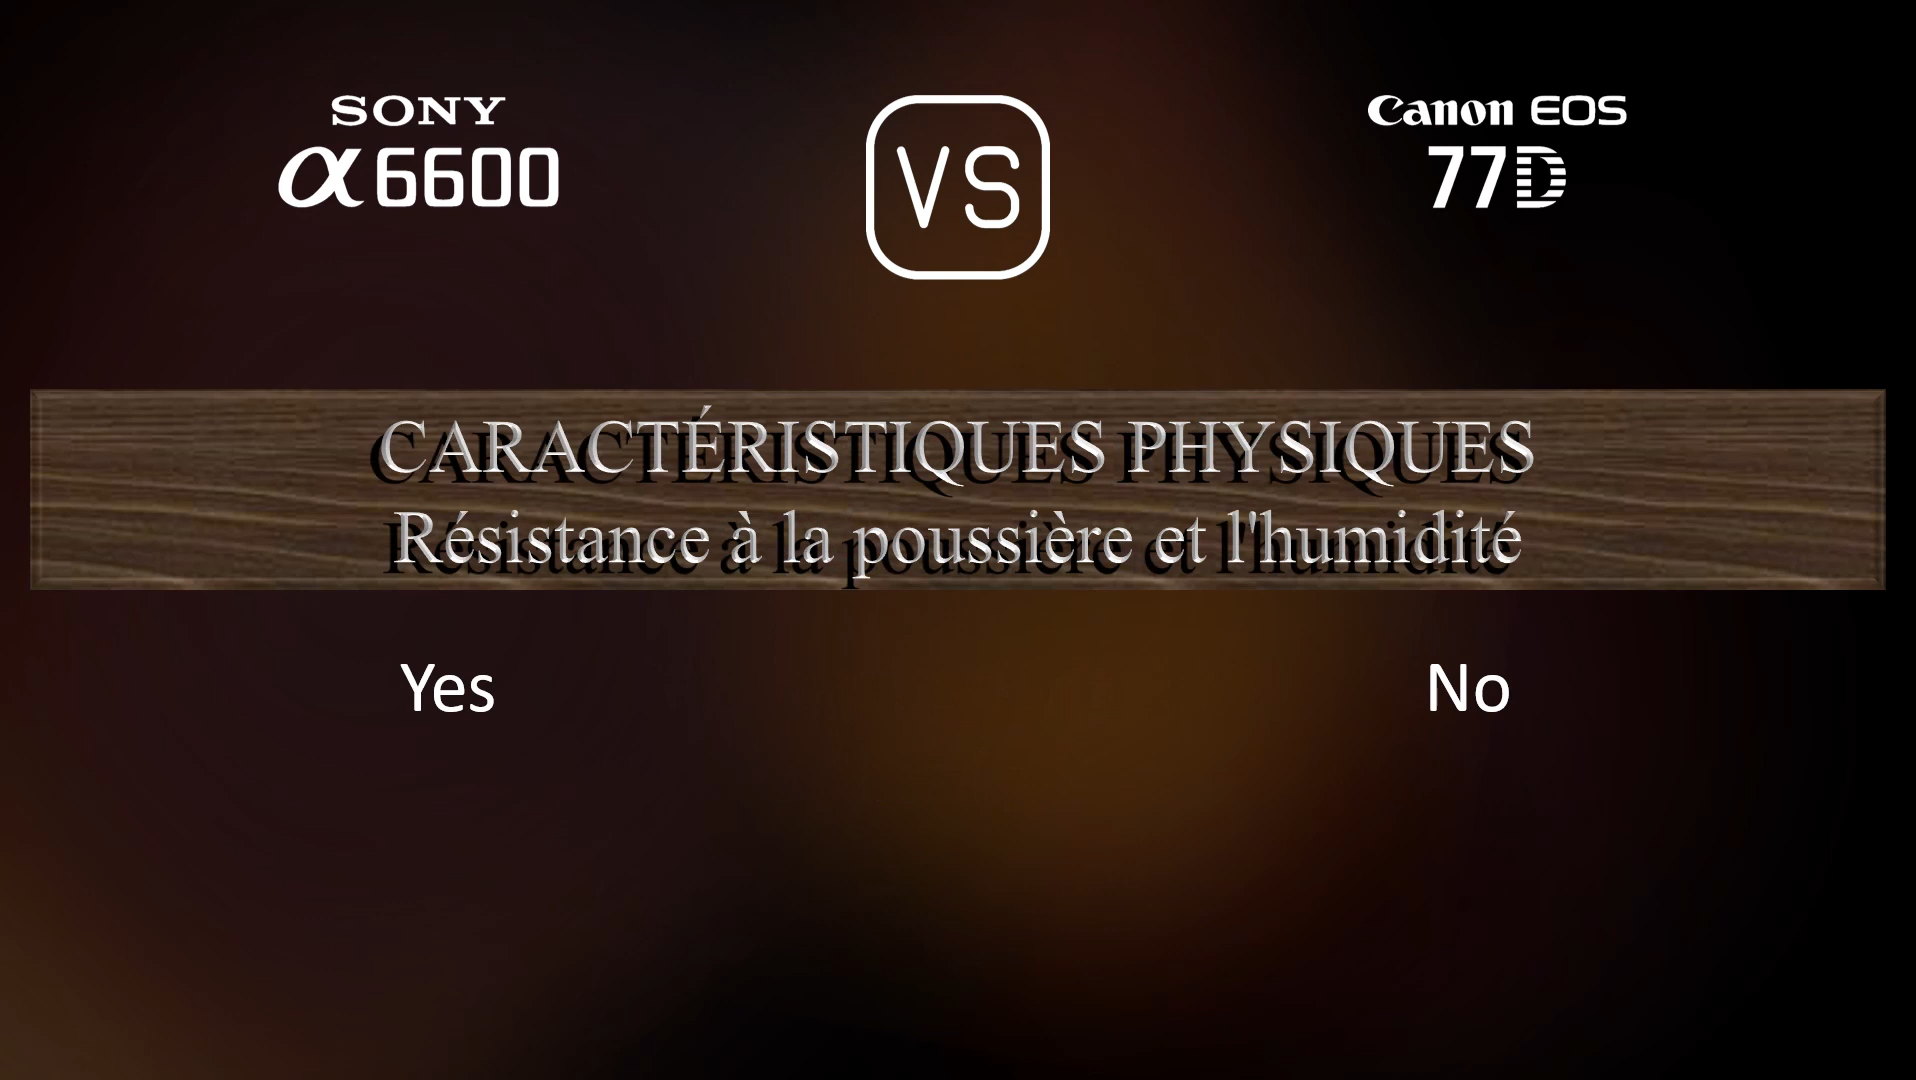 SONY
α6600
VS
Canon EOS
77D
CARACTÉRISTIQUES PHYSIQUES
Résistance à la poussière et l'humidité
Yes
No